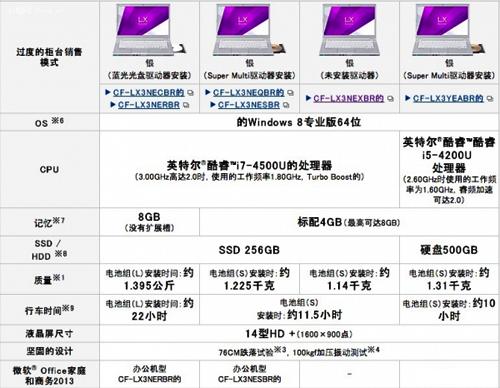 过度的柜台销售
模式
LX
银
(蓝光光盘驱动器安装)
LX
银
(Super Multi驱动器安装)
LX
银
(未安装驱动器)
LX
银
(Super Multi驱动器安装)
CF-LX3NECBR的
CF-LX3NERBR
CF-LX3NEQBR的
CF-LX3NESBR
CF-LX3NEXBR的
CF-LX3YEABR的
OS ※6
的Windows 8专业版64位
CPU
英特尔®酷睿™i7-4500U的处理器
(3.00GHz高达2.0时, 使用的工作频率1.80GHz, Turbo Boost的)
英特尔®酷睿™酷睿
i5-4200U
处理器
(2.60GHz时使用的工作频
率为1.60GHz, 睿频加速
可达2.0)
记忆※7
8GB
(没有扩展槽)
标配4GB (最高可达8GB)
SSD /
HDD ※8
SSD 256GB
硬盘500GB
质量※1
电池组(L)安装时间: 约
1.395公斤
电池组(S)安装时: 约
1.225千克
电池组(S)安装时: 约
1.14千克
电池组(S)安装时: 约
1.31千克
行车时间※9
电池组(L)安装时间: 约
22小时
电池组(S)
安装时: 约11.5小时
电池组(S)安装时: 约10
小时
液晶屏尺寸
14型HD +(1600×900点)
坚固的设计
76CM跌落试验※3, 100kgf加压振动测试※4
微软® Office家庭
和商务2013
办公机型
CF-LX3NERBR的
办公机型
CF-LX3NESBR的
-
-